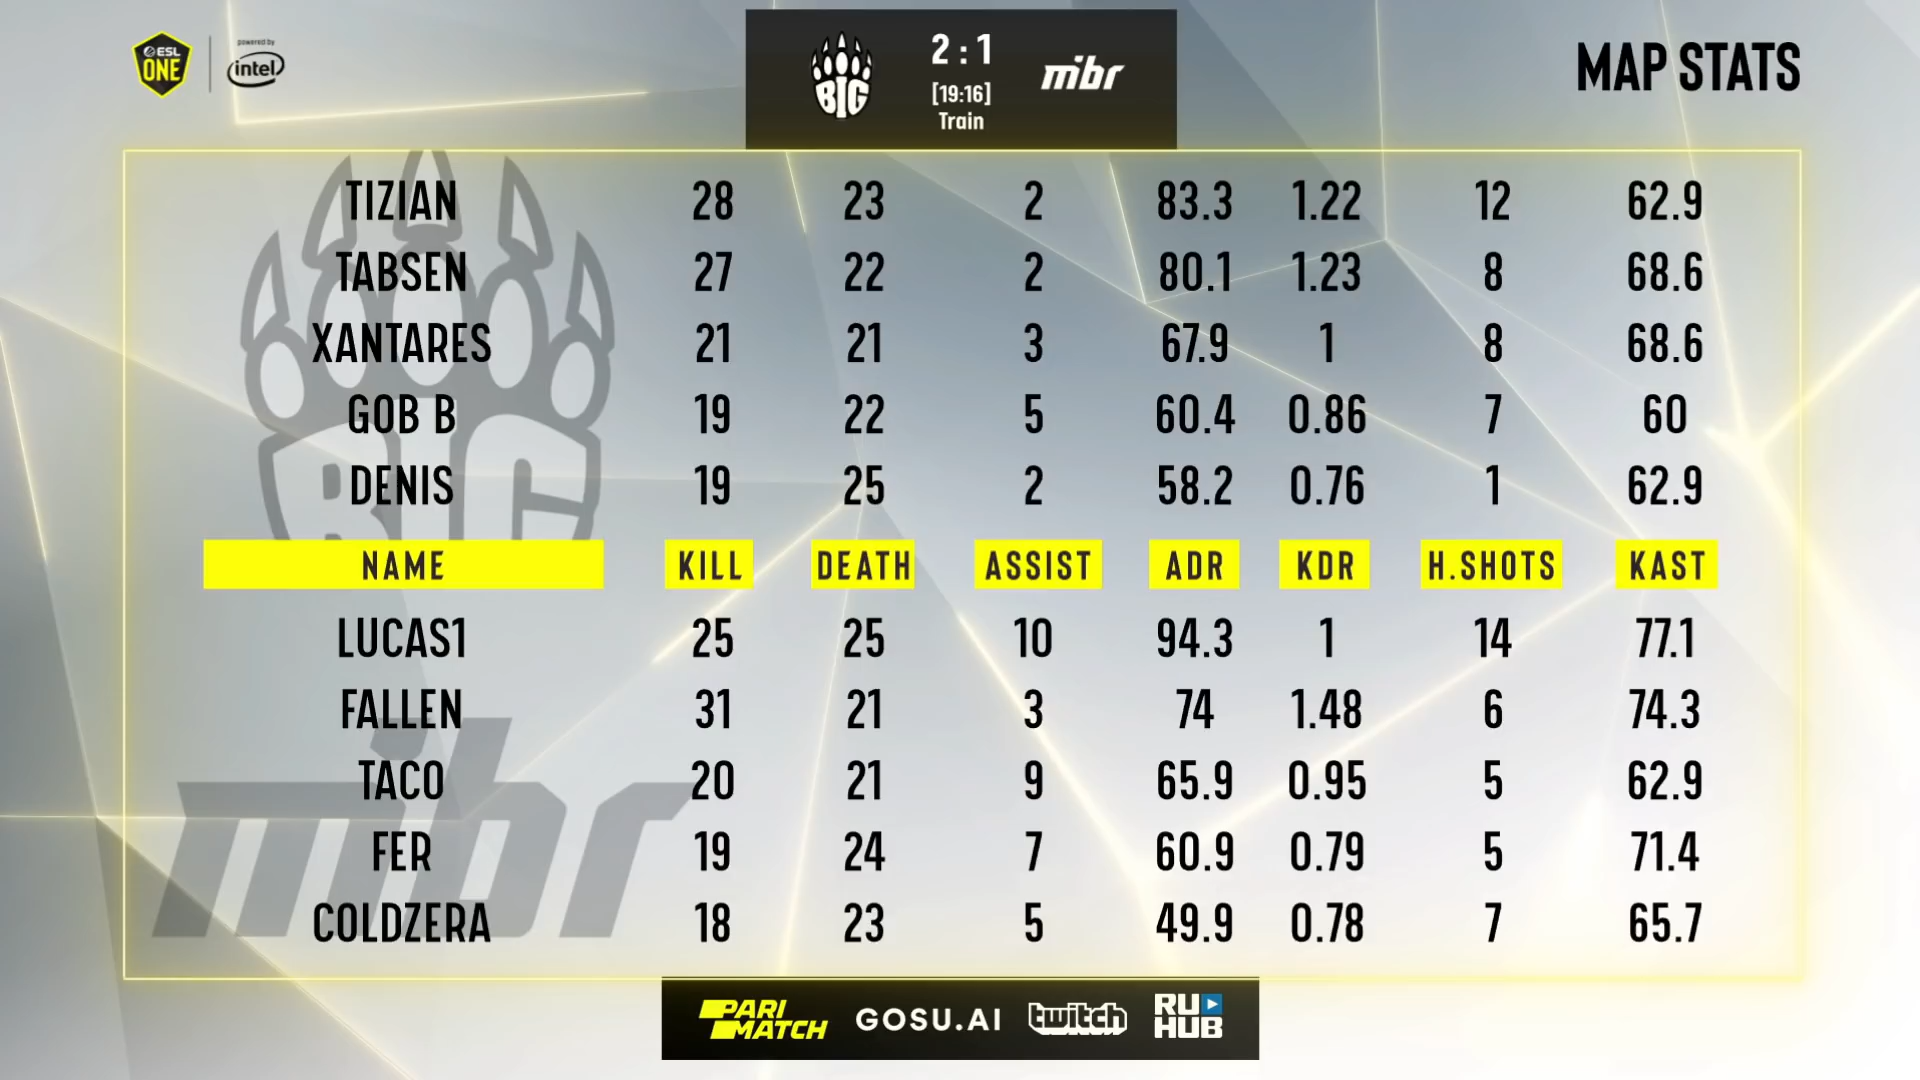 ESL ONE
powered by
intel
BIG
2 : 1
[19:16]
Train
mibr
MAP STATS
TIZIAN 28 23 2 83.3 1.22 12 62.9
TABSEN 27 22 2 80.1 1.23 8 68.6
XANTARES 21 21 3 67.9 1 8 68.6
GOB B 19 22 5 60.4 0.86 7 60
DENIS 19 25 2 58.2 0.76 1 62.9
NAME KILL DEATH ASSIST ADR KDR H.SHOTS KAST
LUCAS1 25 25 10 94.3 1 14 77.1
FALLEN 31 21 3 74 1.48 6 74.3
TACO 20 21 9 65.9 0.95 5 62.9
FER 19 24 7 60.9 0.79 5 71.4
COLDZERA 18 23 5 49.9 0.78 7 65.7
BIG
mibr
PARI MATCH GOSU.AI twitch RU HUB